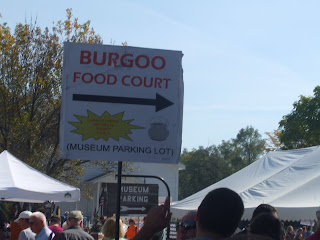 BURGOO
FOOD COURT
(MUSEUM PARKING LOT)
MUSEUM
PARKING